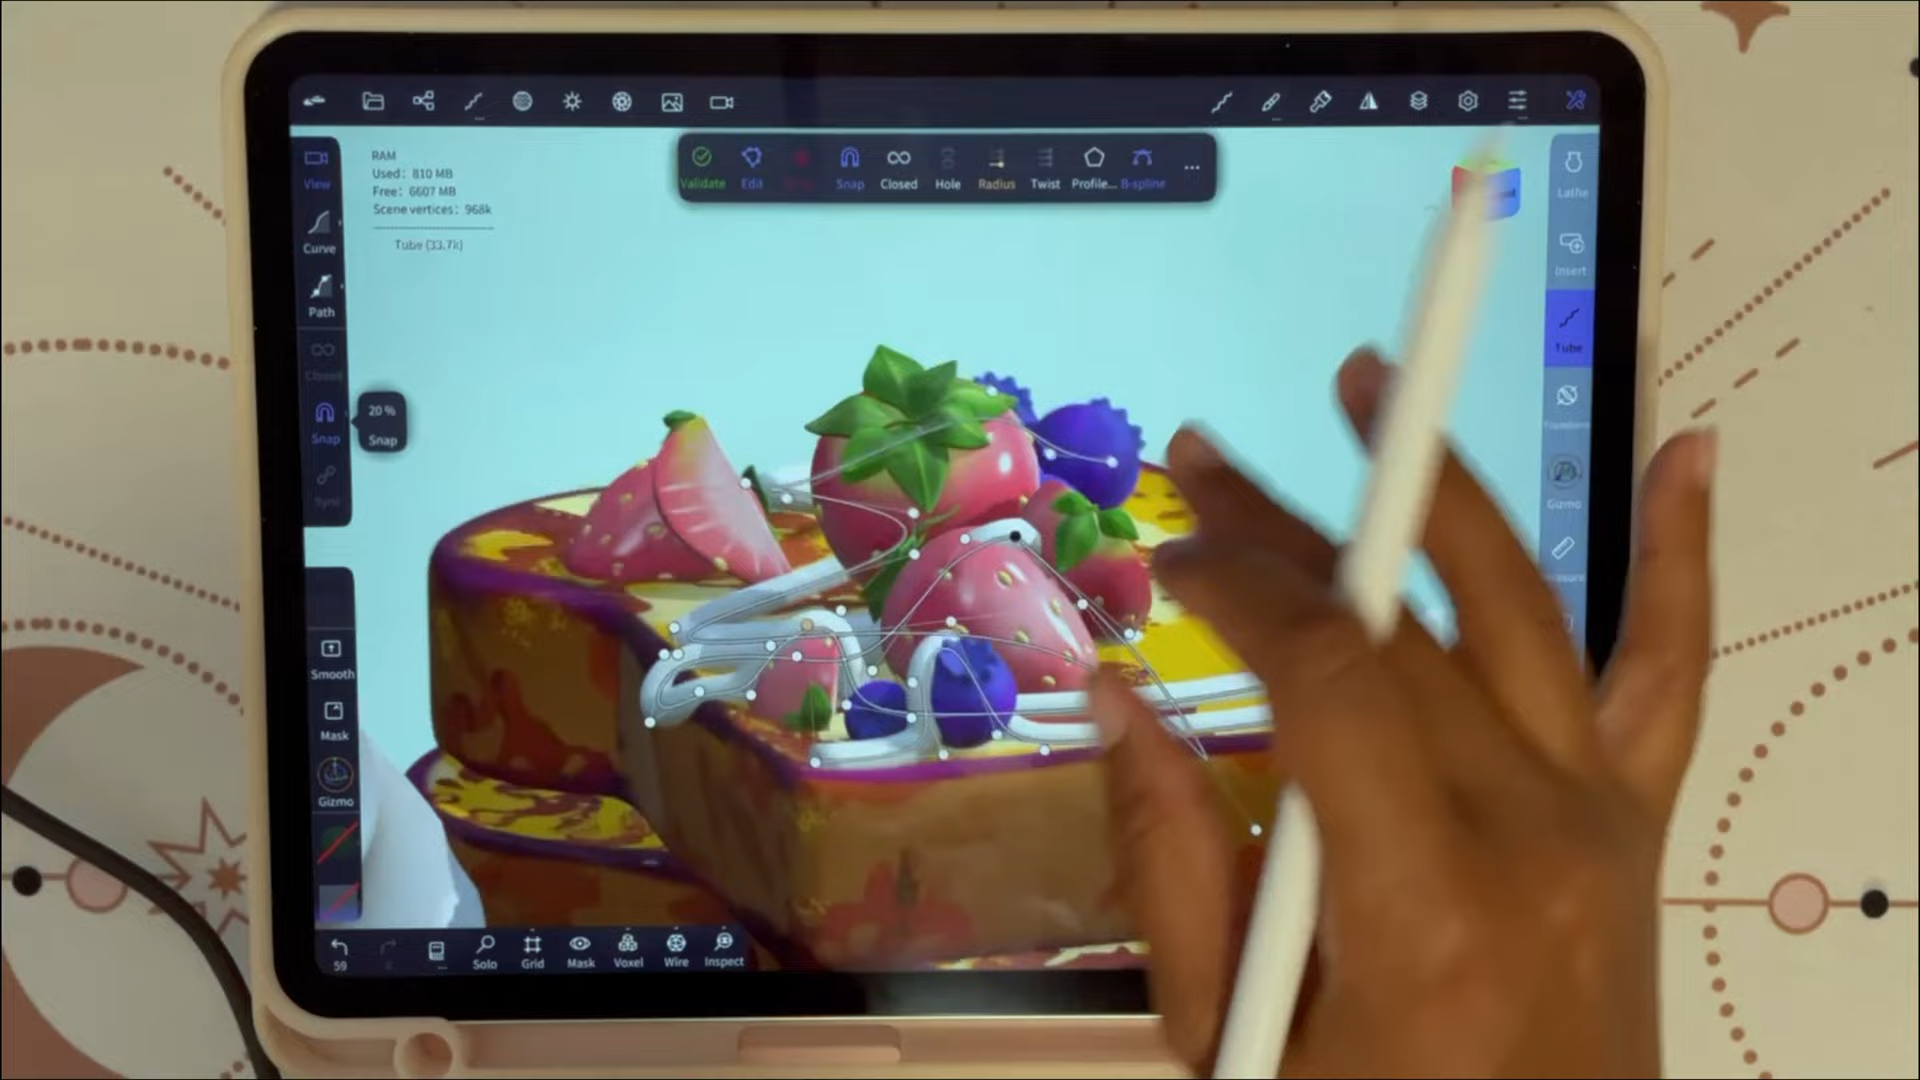 RAM
Used: 810 MB
Free: 6607 MB
Scene vertices: 968k
Tube (33.7k)
Validate
Edit
Snap
Closed
Hole
Radius
Twist
Profile...
B-spline
...
View
Curve
Path
Closed
Snap
Sync
20 %
Snap
Smooth
Mask
Gizmo
Lathe
Insert
Tube
Gizmo
59
Solo
Grid
Mask
Voxel
Wire
Inspect